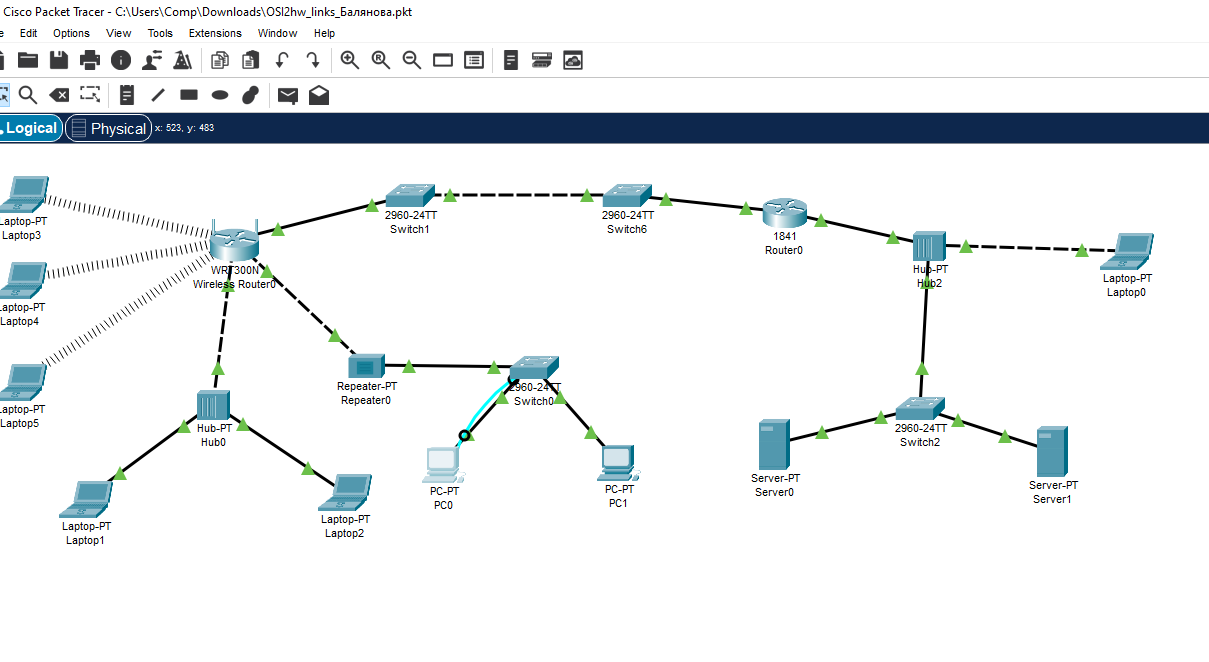 Cisco Packet Tracer - C:\Users\Comp\Downloads\OSI2hw_links_Балянова.pkt
Edit Options View Tools Extensions Window Help
Logical Physical x: 523, y: 483
Laptop-PT
Laptop3
2960-24TT
Switch1
2960-24TT
Switch6
1841
Router0
WRT300N
Wireless Router0
Hub-PT
Hub2
Laptop-PT
Laptop0
Laptop-PT
Laptop4
Repeater-PT
Repeater0
2960-24TT
Switch0
Laptop-PT
Laptop5
Hub-PT
Hub0
2960-24TT
Switch2
PC-PT
PC0
PC-PT
PC1
Server-PT
Server0
Server-PT
Server1
Laptop-PT
Laptop1
Laptop-PT
Laptop2